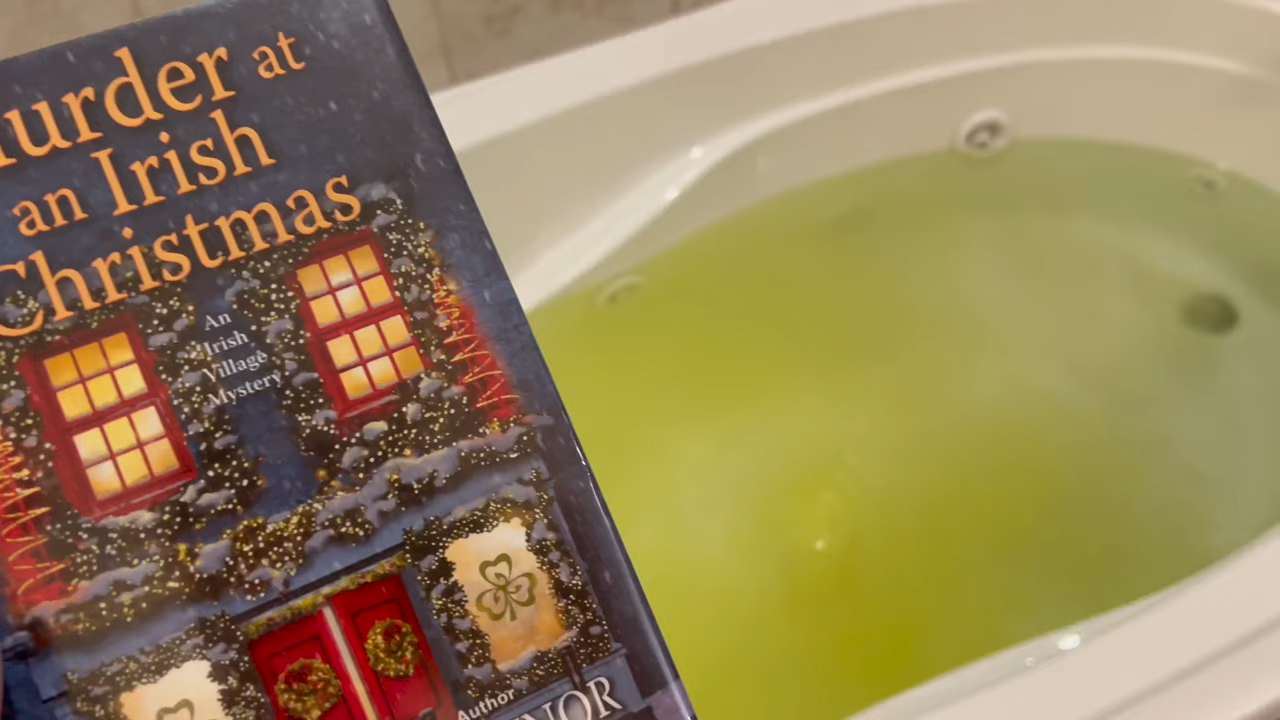 urder at
an Irish
Christmas
An
Irish
Village
Mystery
Author
NOR